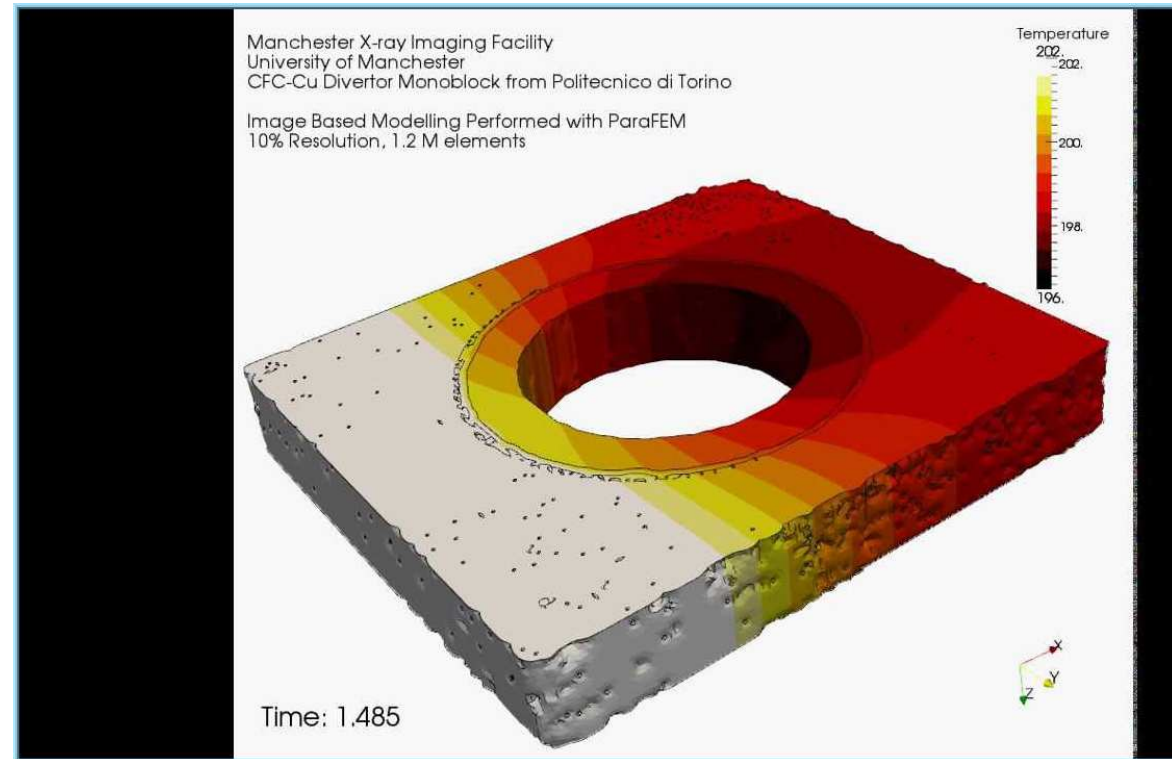 Manchester X-ray Imaging Facility
University of Manchester
CFC-Cu Divertor Monoblock from Politecnico di Torino
Image Based Modelling Performed with ParaFEM
10% Resolution, 1.2 M elements
Temperature
202.
202.
200.
198.
196.
X
Y
Z
Time: 1.485